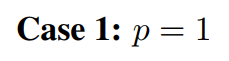 Case 1: p = 1